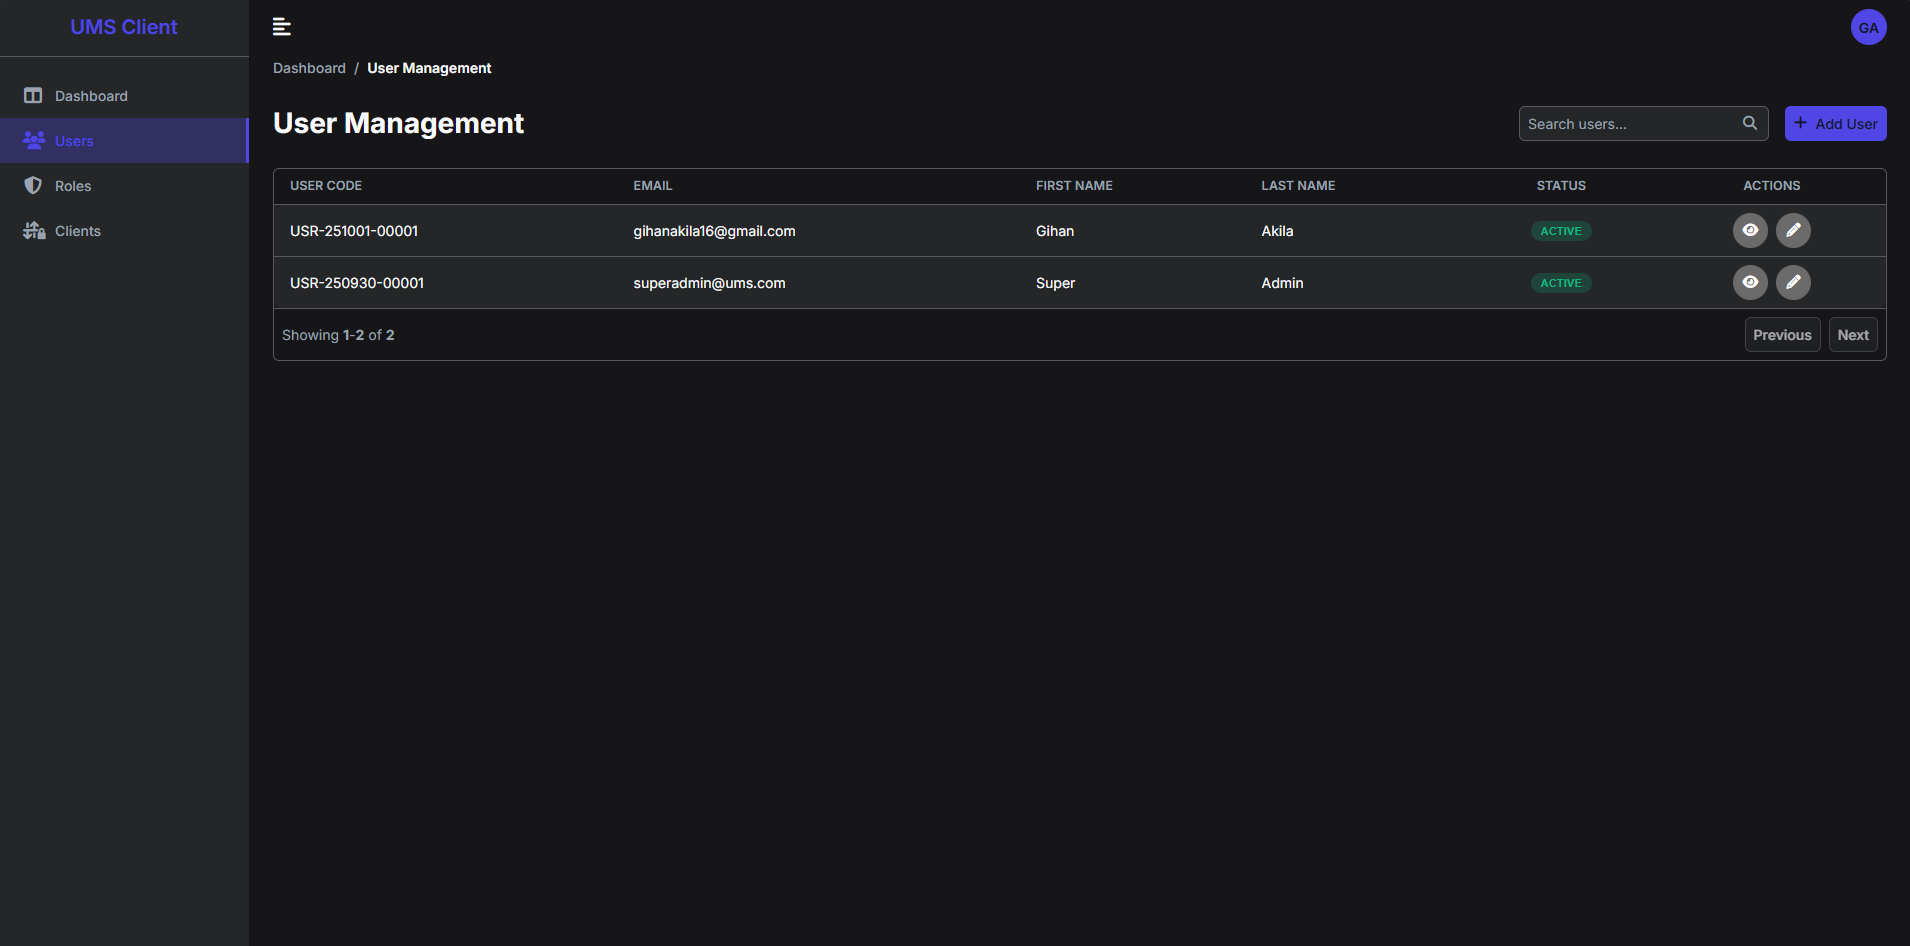 UMS Client
Dashboard
Users
Roles
Clients
GA
Dashboard / User Management
User Management
Search users...
+ Add User
USER CODE EMAIL FIRST NAME LAST NAME STATUS ACTIONS
USR-251001-00001 gihanakila16@gmail.com Gihan Akila ACTIVE
USR-250930-00001 superadmin@ums.com Super Admin ACTIVE
Showing 1-2 of 2 Previous Next